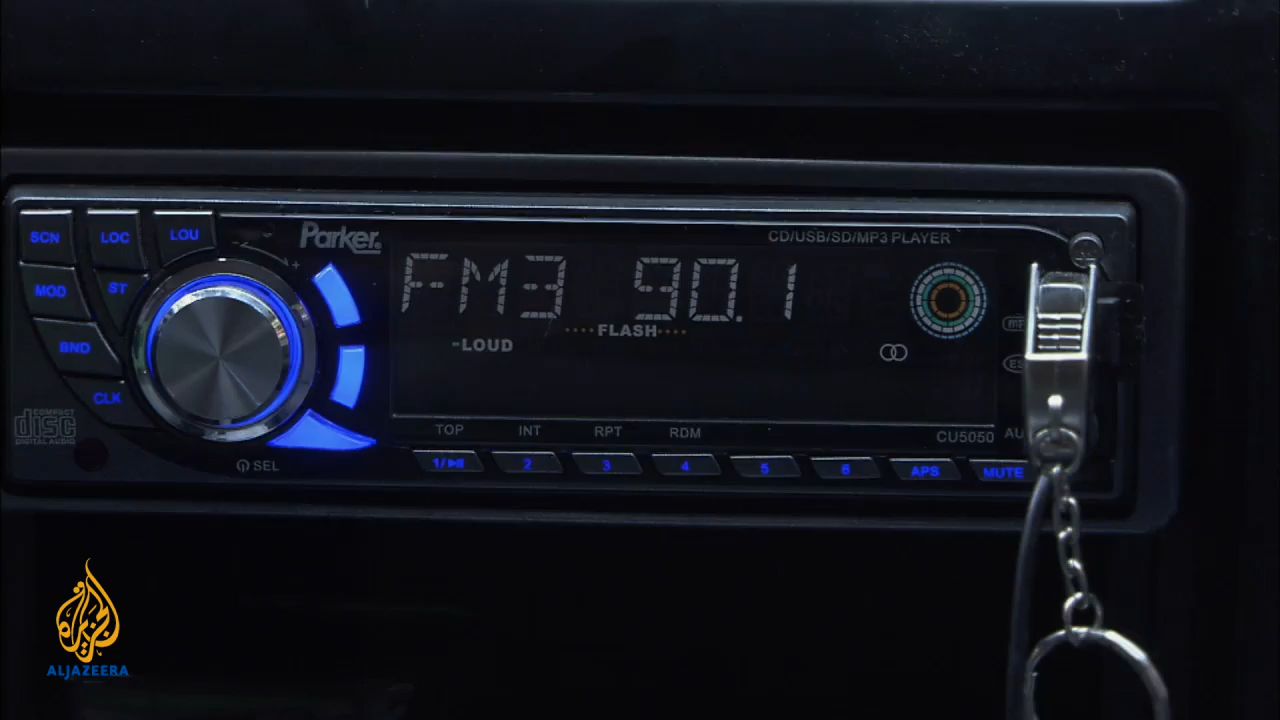 SCN LOC LOU
Parker
CD/USB/SD/MP3 PLAYER
MOD ST
FM3 90.1
FLASH
-LOUD
BND
CLK
COMPACT
disc
DIGITAL AUDIO
TOP INT RPT RDM
CU5050
SEL
1/ 2 3 4 5 6 APS MUTE
الجزيرة
ALJAZEERA